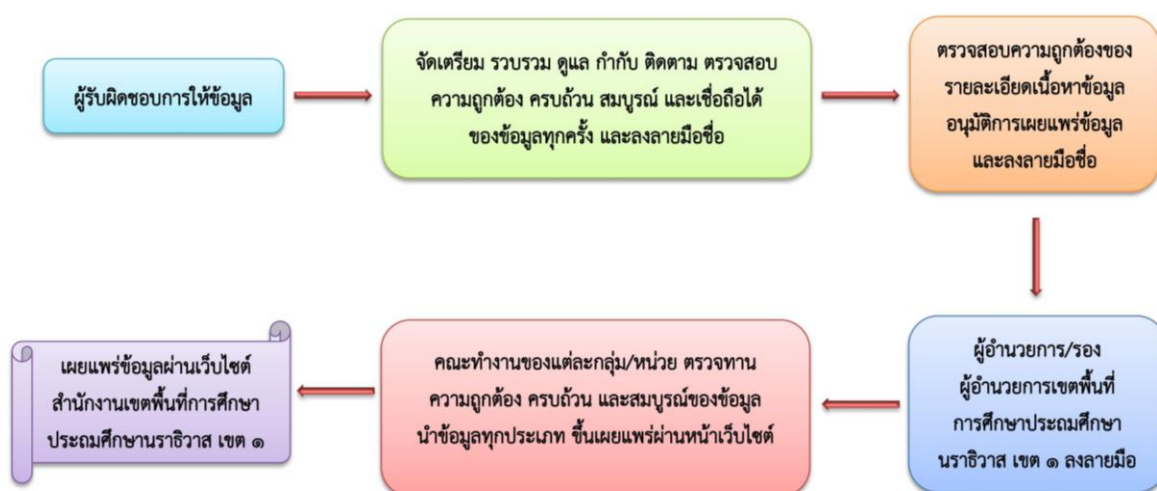 ผู้รับผิดชอบการให้ข้อมูล
จัดเตรียม รวบรวม ดูแล กำกับ ติดตาม ตรวจสอบ
ความถูกต้อง ครบถ้วน สมบูรณ์ และเชื่อถือได้
ของข้อมูลทุกครั้ง และลงลายมือชื่อ
ตรวจสอบความถูกต้องของ
รายละเอียดเนื้อหาข้อมูล
อนุมัติการเผยแพร่ข้อมูล
และลงลายมือชื่อ
ผู้อำนวยการ/รอง
ผู้อำนวยการเขตพื้นที่
การศึกษาประถมศึกษา
นราธิวาส เขต ๑ ลงลายมือ
คณะทำงานของแต่ละกลุ่ม/หน่วย ตรวจทาน
ความถูกต้อง ครบถ้วน และสมบูรณ์ของข้อมูล
นำข้อมูลทุกประเภท ขึ้นเผยแพร่ผ่านหน้าเว็บไซต์
เผยแพร่ข้อมูลผ่านเว็บไซต์
สำนักงานเขตพื้นที่การศึกษา
ประถมศึกษานราธิวาส เขต ๑